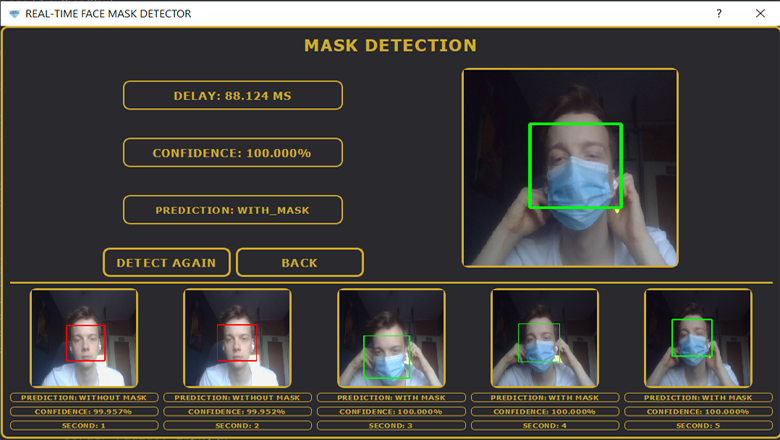 REAL-TIME FACE MASK DETECTOR
?
MASK DETECTION
DELAY: 88.124 MS
CONFIDENCE: 100.000%
PREDICTION: WITH_MASK
DETECT AGAIN
BACK
PREDICTION: WITHOUT MASK
CONFIDENCE: 99.957%
SECOND: 1
PREDICTION: WITHOUT MASK
CONFIDENCE: 99.952%
SECOND: 2
PREDICTION: WITH MASK
CONFIDENCE: 100.000%
SECOND: 3
PREDICTION: WITH MASK
CONFIDENCE: 100.000%
SECOND: 4
PREDICTION: WITH MASK
CONFIDENCE: 100.000%
SECOND: 5